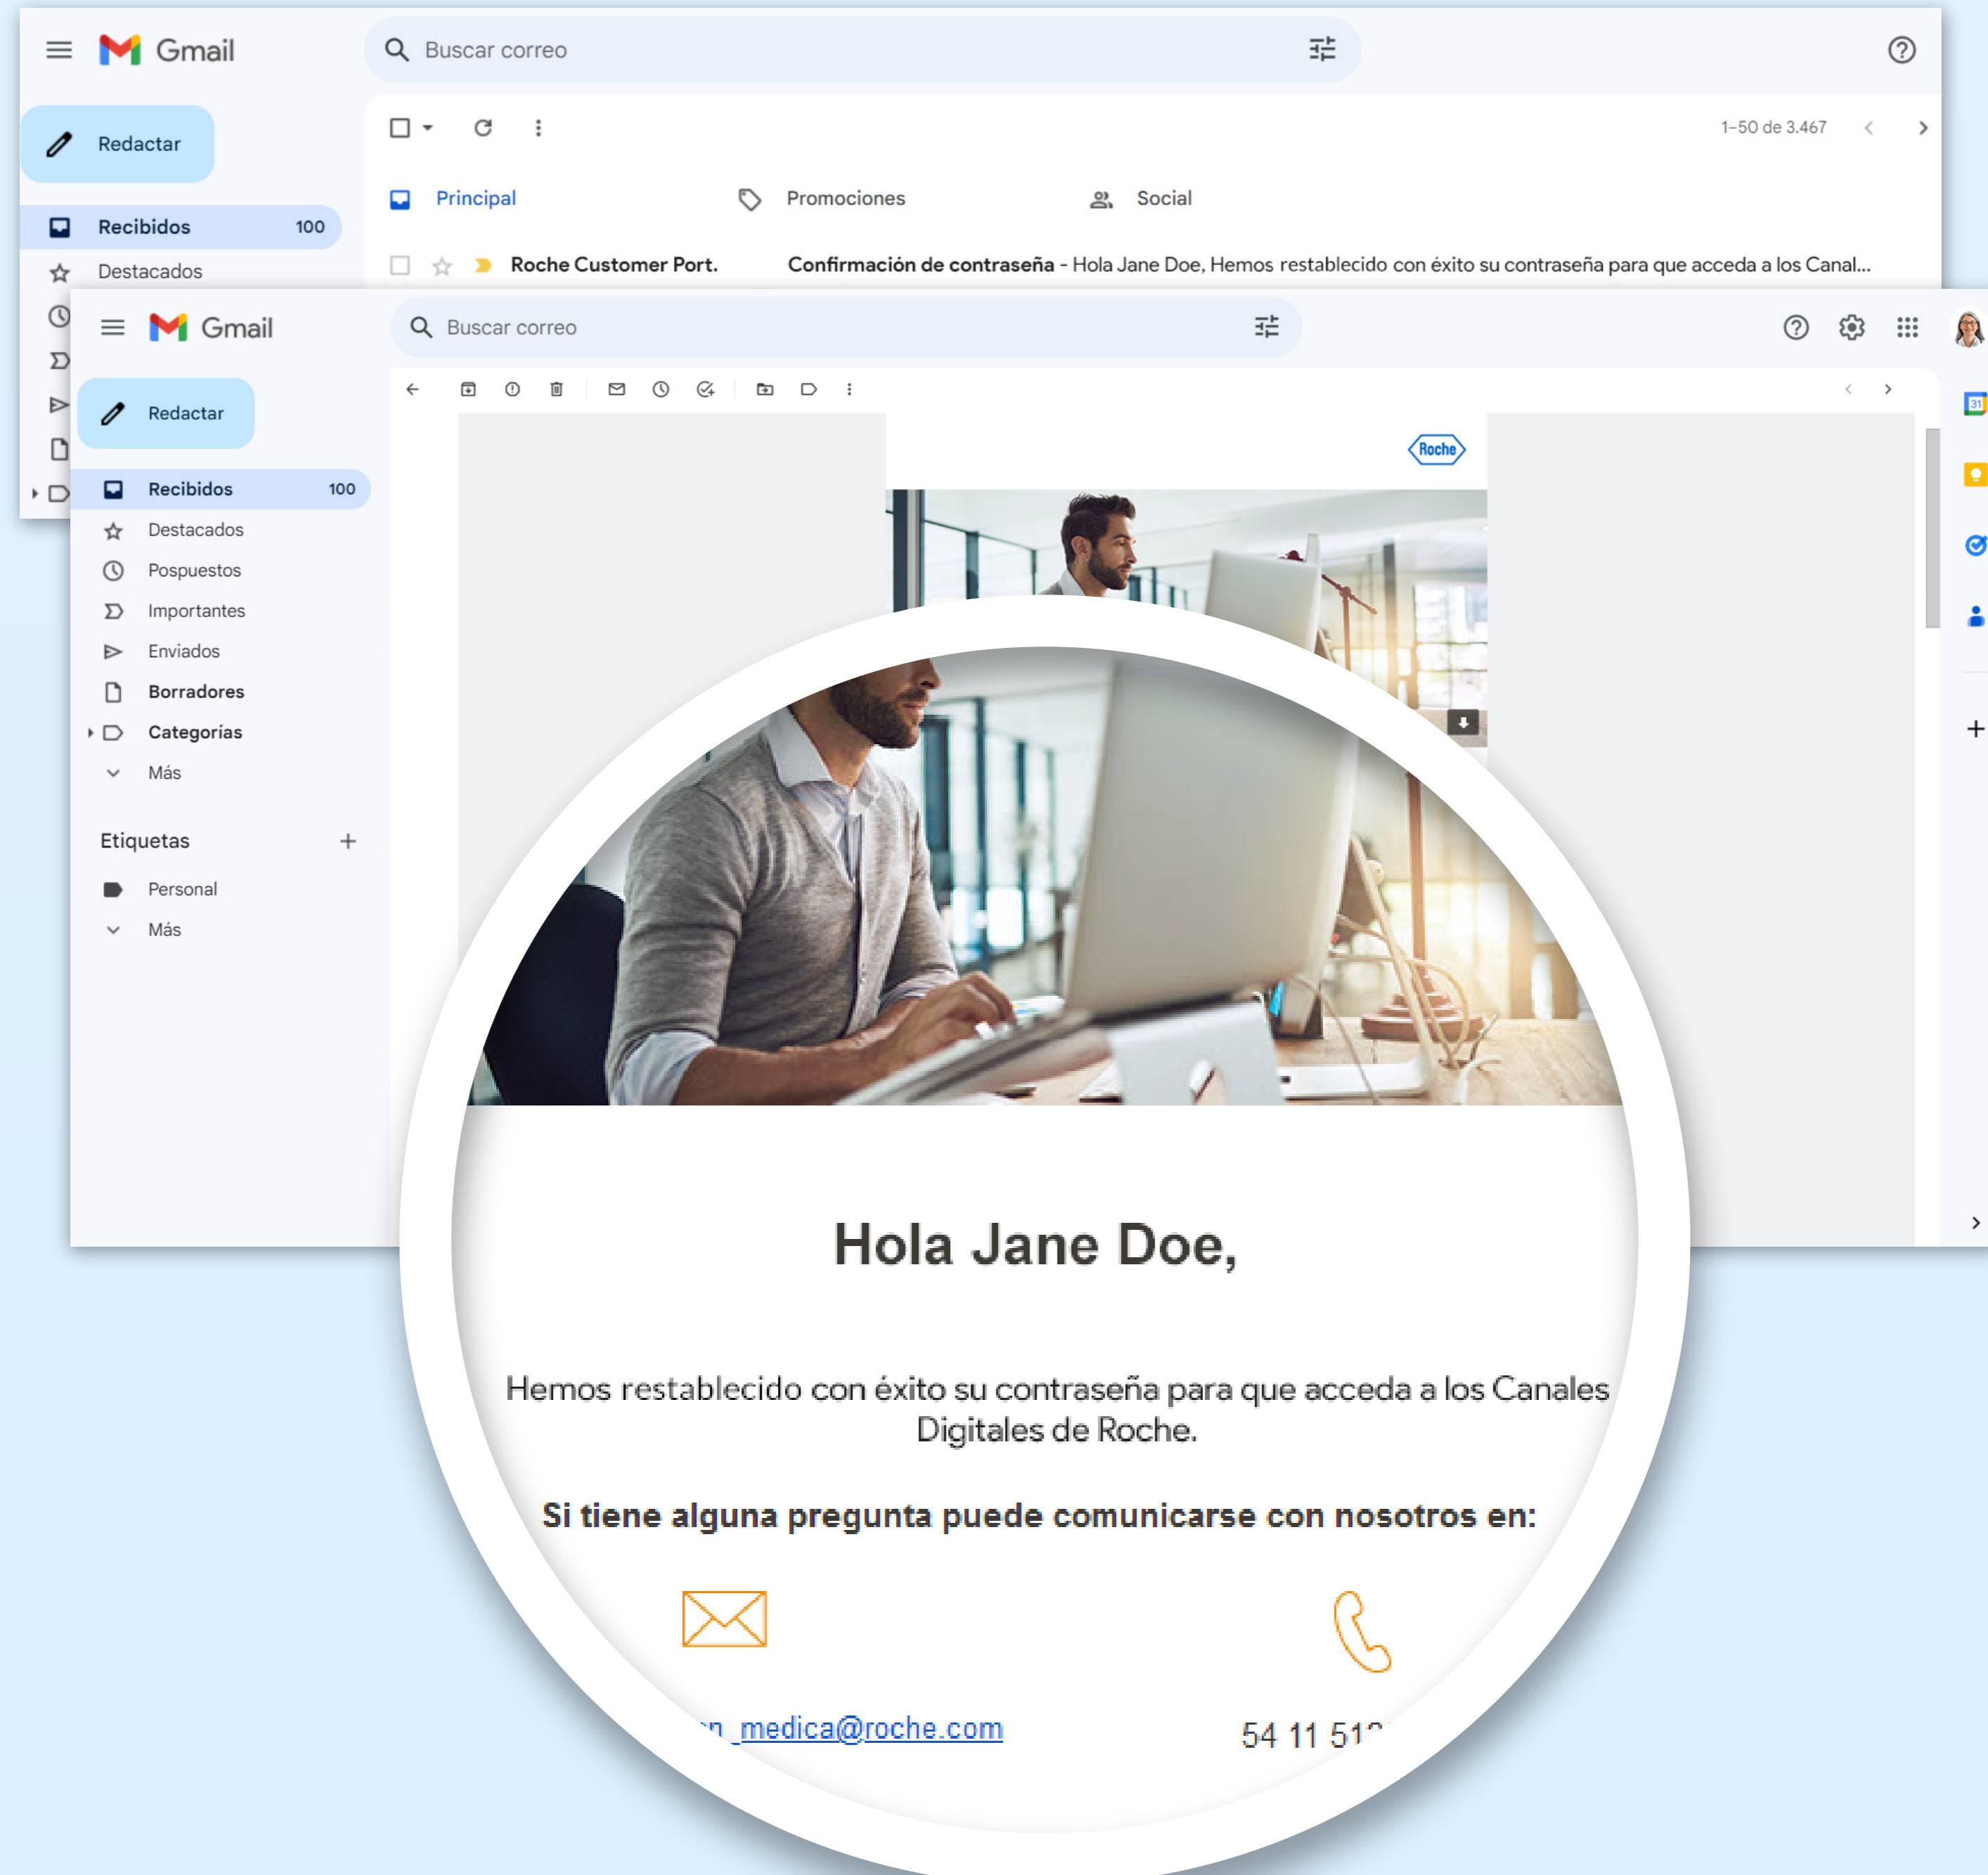 Gmail
Buscar correo
Redactar
1–50 de 3.467
Principal
Promociones
Social
Recibidos 100
Roche Customer Port. Confirmación de contraseña - Hola Jane Doe, Hemos restablecido con éxito su contraseña para que acceda a los Canal...
Destacados
Gmail
Buscar correo
Redactar
31
Roche
Recibidos 100
Destacados
Pospuestos
Importantes
Enviados
Borradores
Categorías
Más
Etiquetas
Personal
Más
Hola Jane Doe,
Hemos restablecido con éxito su contraseña para que acceda a los Canales
Digitales de Roche.
Si tiene alguna pregunta puede comunicarse con nosotros en:
_medica@roche.com
54 11 51